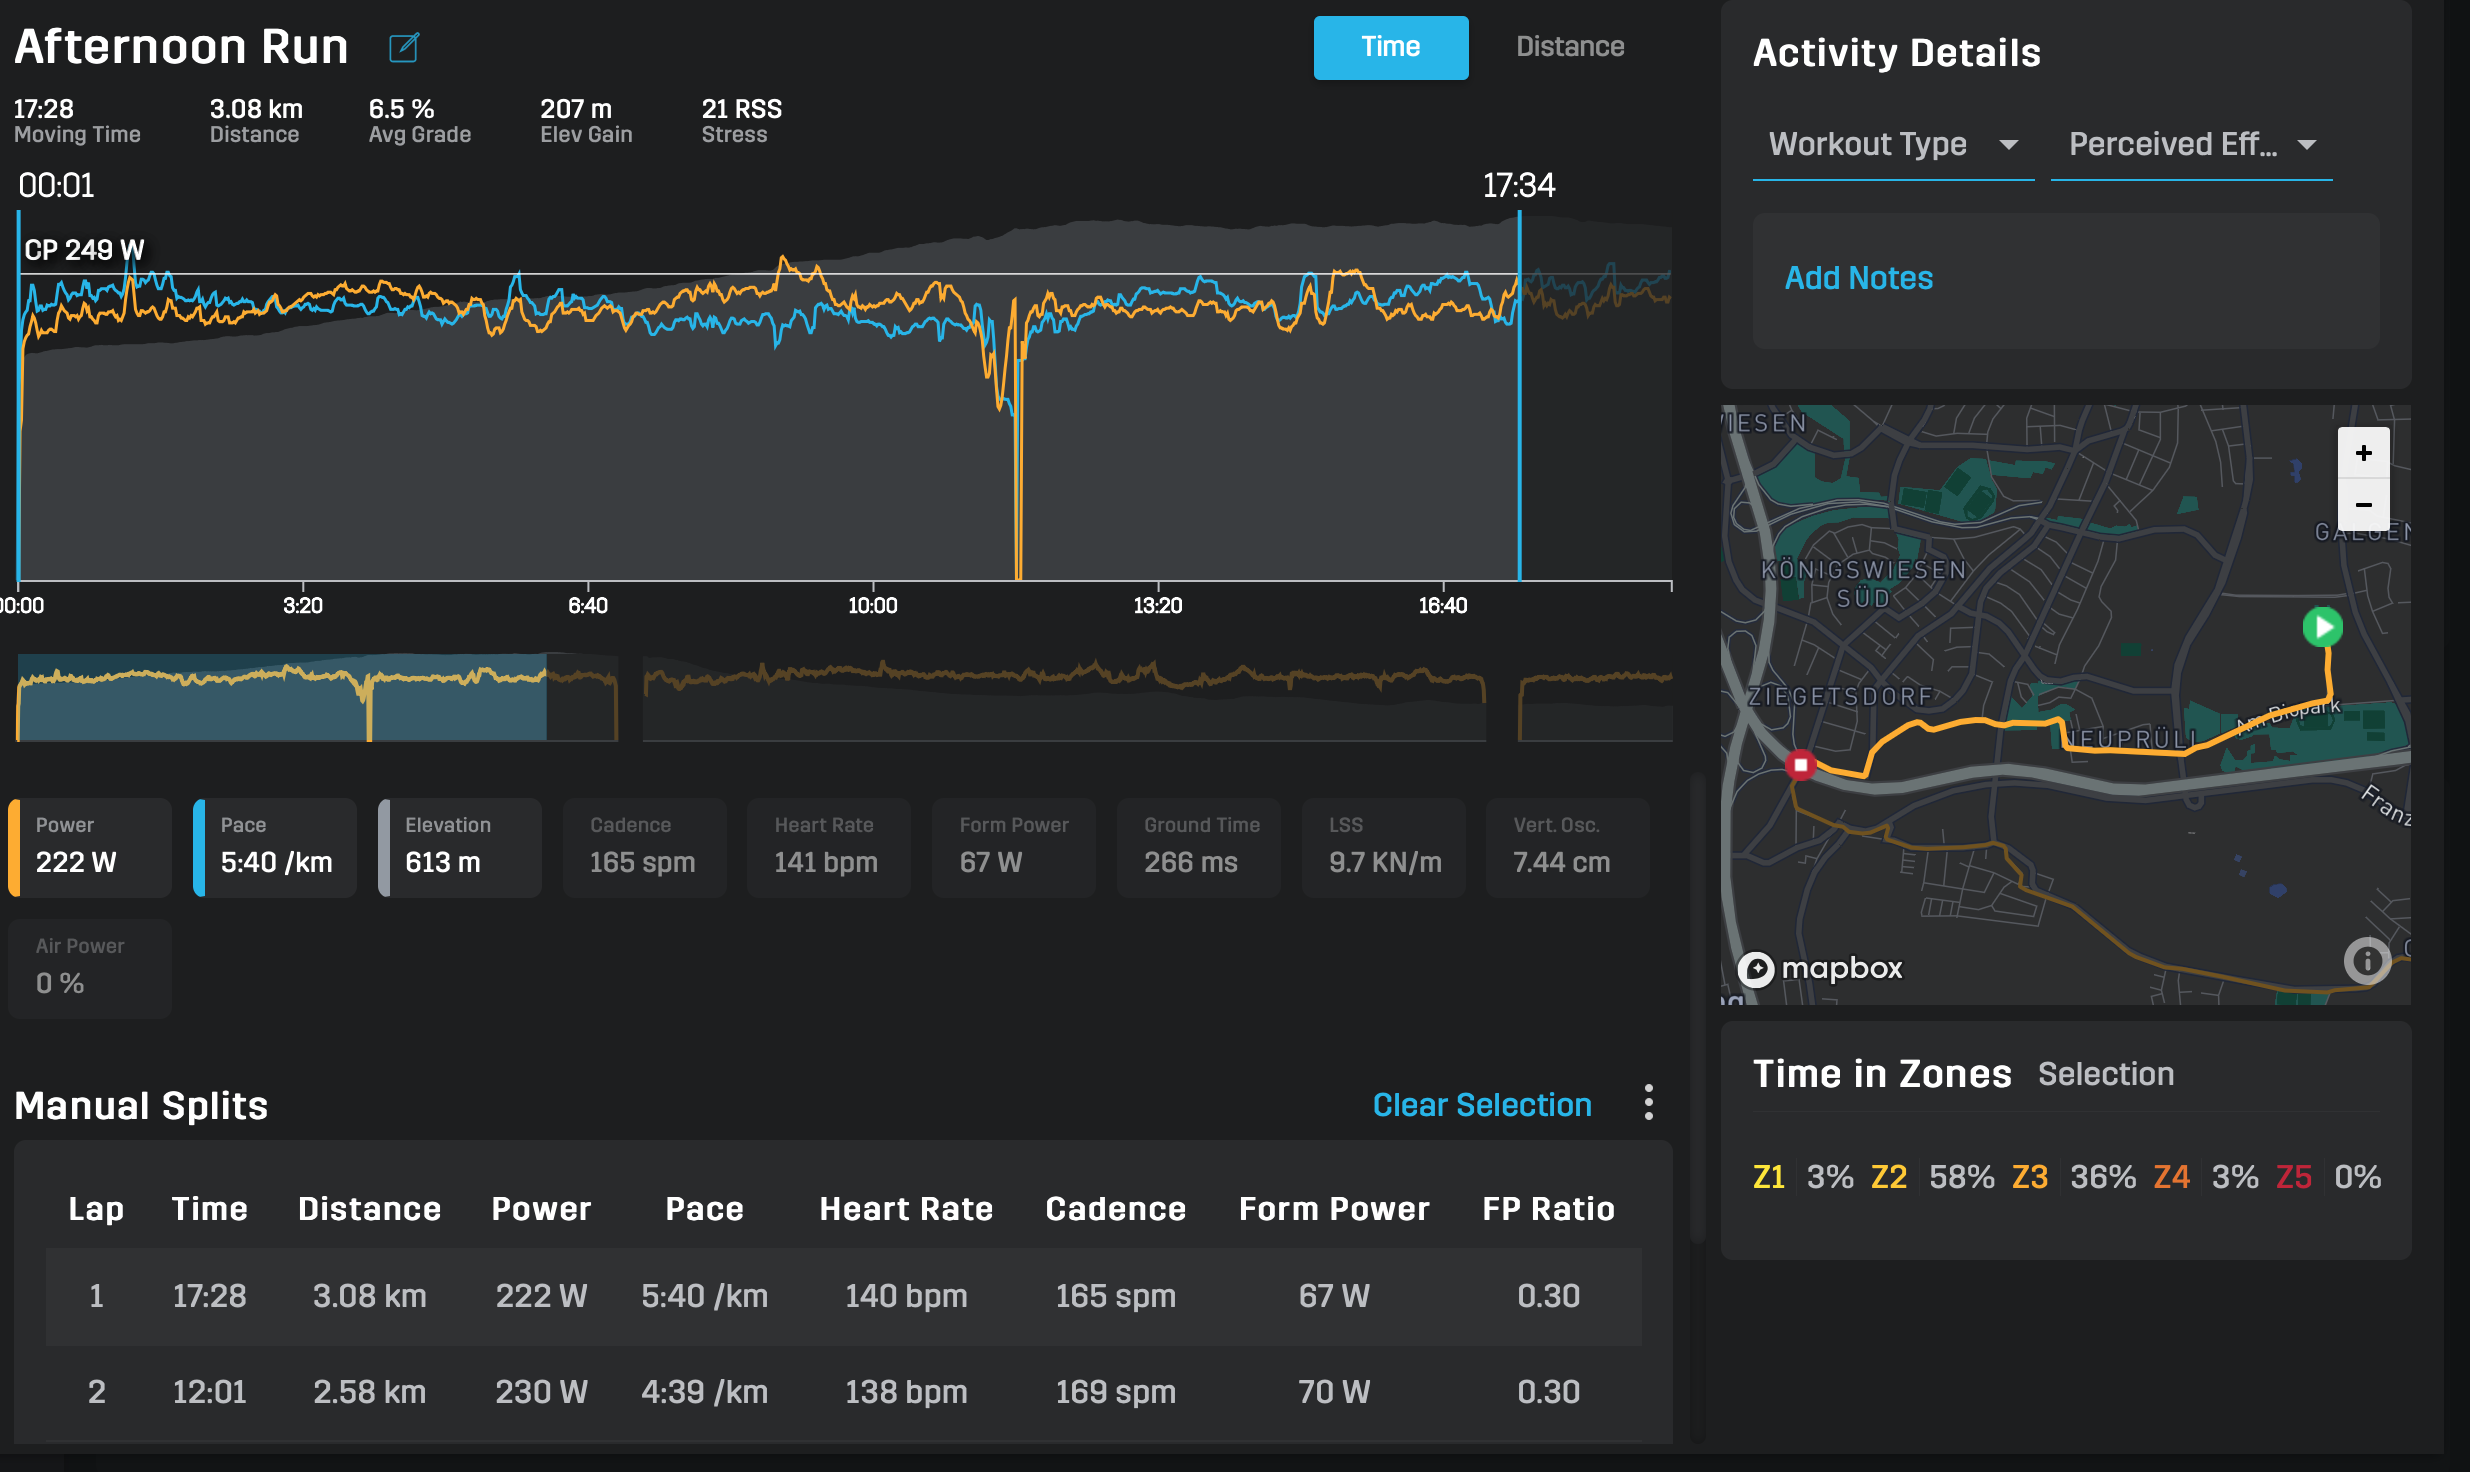 Afternoon Run
Time Distance
17:28 3.08 km 6.5 % 207 m 21 RSS
Moving Time Distance Avg Grade Elev Gain Stress
00:01 17:34
CP 249 W
00:00 3:20 6:40 10:00 13:20 16:40
Power Pace Elevation Cadence Heart Rate Form Power Ground Time LSS Vert. Osc.
222 W 5:40 /km 613 m 165 spm 141 bpm 67 W 266 ms 9.7 KN/m 7.44 cm
Air Power
0 %
Manual Splits Clear Selection
Lap Time Distance Power Pace Heart Rate Cadence Form Power FP Ratio
1 17:28 3.08 km 222 W 5:40 /km 140 bpm 165 spm 67 W 0.30
2 12:01 2.58 km 230 W 4:39 /km 138 bpm 169 spm 70 W 0.30
Activity Details
Workout Type Perceived Eff...
Add Notes
IESEN
+
−
GALGEN
KÖNIGSWIESEN
SÜD
ZIEGETSDORF
Am Biopark
NEUPRÜLL
Franz
mapbox
Time in Zones Selection
Z1 3% Z2 58% Z3 36% Z4 3% Z5 0%